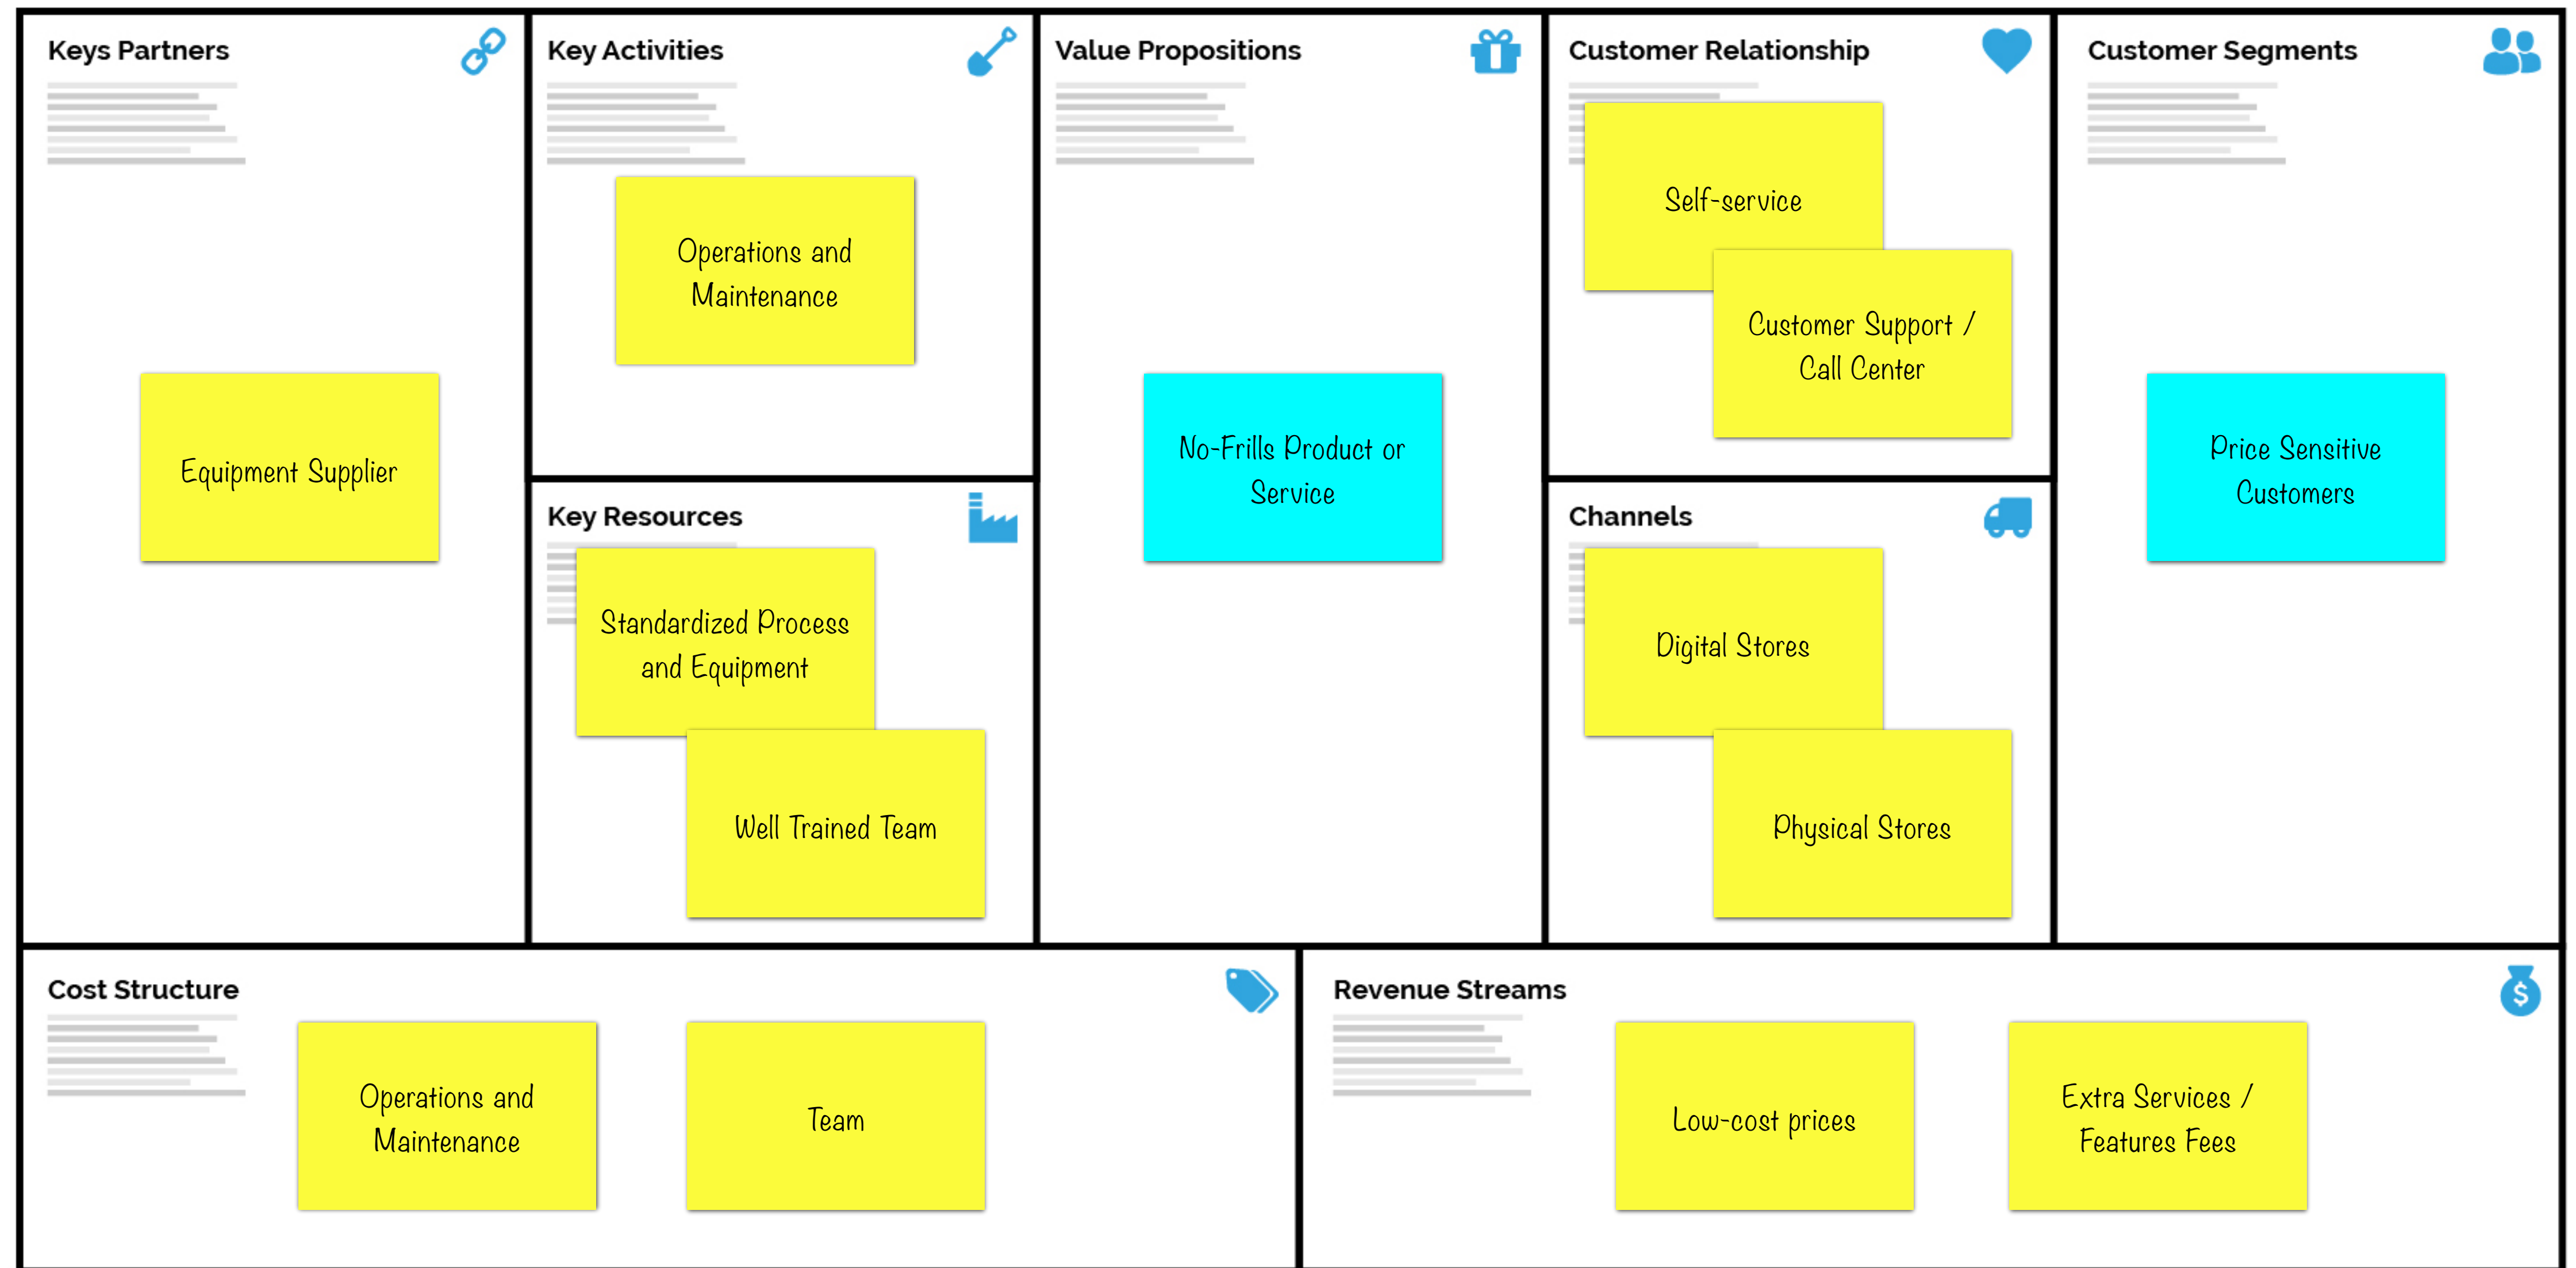 Keys Partners
Equipment Supplier
Key Activities
Operations and
Maintenance
Key Resources
Standardized Process
and Equipment
Well Trained Team
Value Propositions
No-Frills Product or
Service
Customer Relationship
Self-service
Customer Support /
Call Center
Channels
Digital Stores
Physical Stores
Customer Segments
Price Sensitive
Customers
Cost Structure
Operations and
Maintenance
Team
Revenue Streams
$
Low-cost prices
Extra Services /
Features Fees